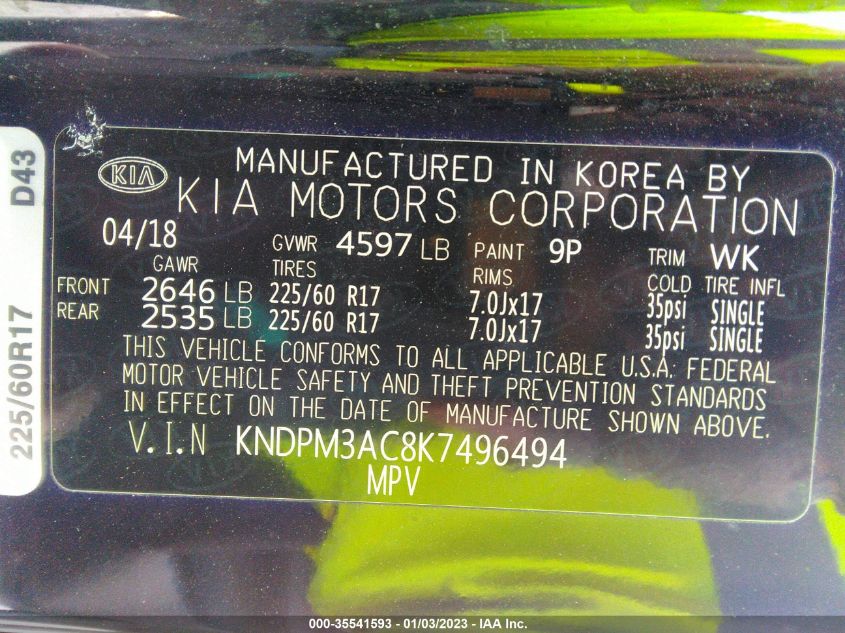 KIA
MANUFACTURED IN KOREA BY
KIA MOTORS CORPORATION
04/18 GVWR 4597 LB PAINT 9P TRIM WK
GAWR TIRES RIMS COLD TIRE INFL
FRONT 2646 LB 225/60 R17 7.0Jx17 35psi SINGLE
REAR 2535 LB 225/60 R17 7.0Jx17 35psi SINGLE
THIS VEHICLE CONFORMS TO ALL APPLICABLE U.S.A. FEDERAL
MOTOR VEHICLE SAFETY AND THEFT PREVENTION STANDARDS
IN EFFECT ON THE DATE OF MANUFACTURE SHOWN ABOVE.
V.I.N KNDPM3AC8K7496494
MPV
225/60R17 D43
000-35541593 - 01/03/2023 - IAA Inc.